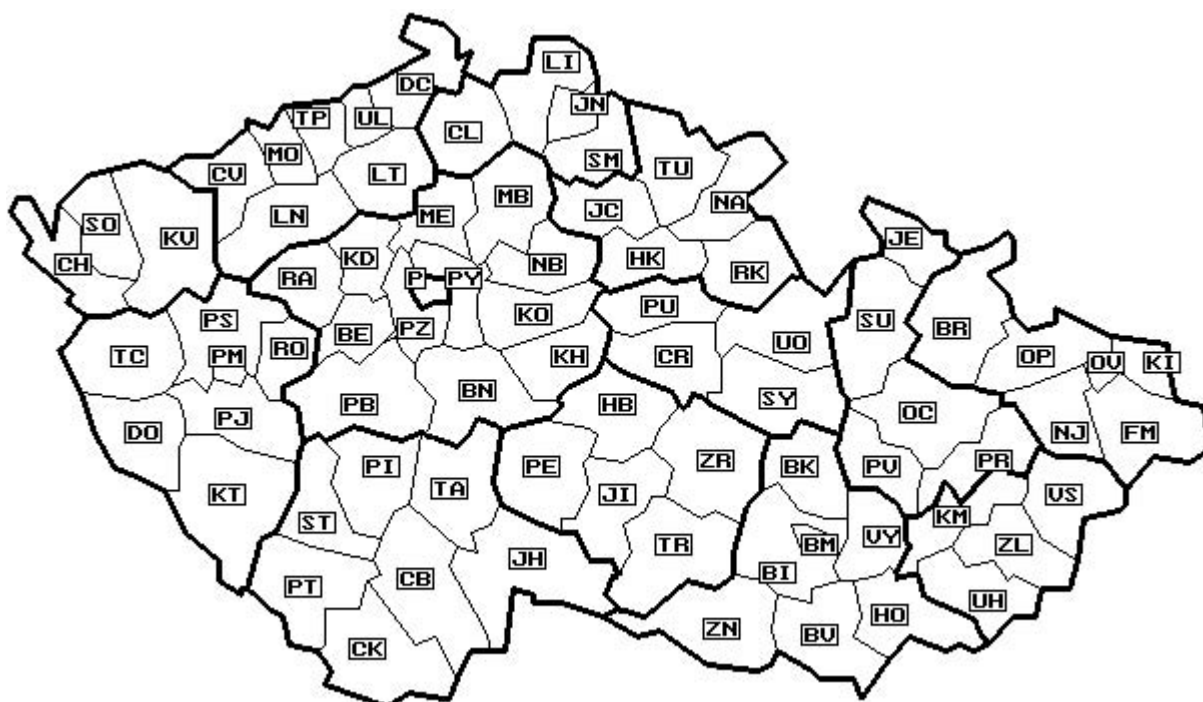 LI
DC
JN
TP
UL
CL
MO
SM
CV
LT
TU
MB
LN
ME
JC
NA
SO
KV
JE
CH
KD
HK
NB
RK
RA
P
PY
PU
KO
SU
PS
BE
PZ
BR
TC
PM
RO
KH
CR
UO
OP
OV
KI
BN
PB
HB
SY
OC
DO
PJ
NJ
FM
PI
PE
ZR
BK
PV
PR
KT
TA
JI
VS
ST
KM
VY
TR
BM
ZL
JH
PT
CB
BI
UH
HO
ZN
BV
CK